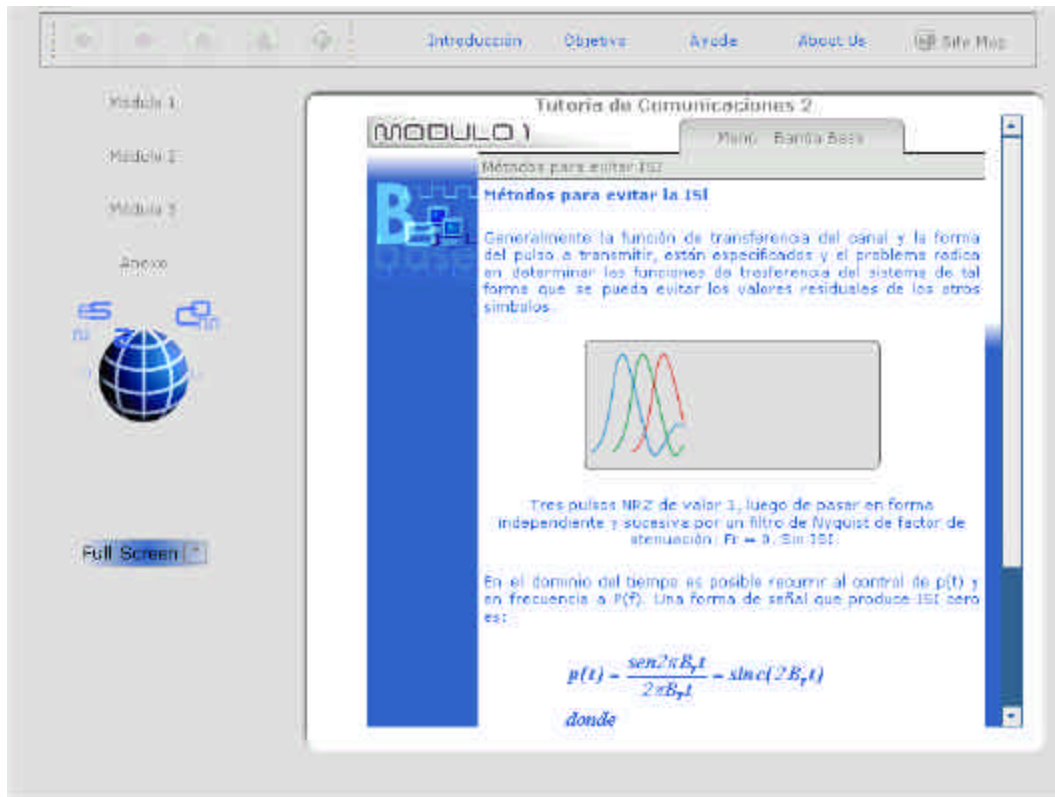 Introducción Objetivo Ayuda About Us Site Map
Módulo 1
Módulo 2
Módulo 3
Anexo
Full Screen
Tutoria de Comunicaciones 2
MODULO 1
Menú Banda Base
Métodos para evitar ISI
B
base
Métodos para evitar la ISI
Generalmente la función de transferencia del canal y la forma
del pulso a transmitir, están especificados y el problema radica
en determinar las funciones de trasferencia del sistema de tal
forma que se pueda evitar los valores residuales de los otros
símbolos.
Tres pulsos NRZ de valor 1, luego de pasar en forma
independiente y sucesiva por un filtro de Nyquist de factor de
atenuación: Fr = 0. Sin ISI
En el dominio del tiempo es posible recurrir al control de p(t) y
en frecuencia a P(f). Una forma de señal que produce ISI cero
es:
p(t) = sen2πB_T t / 2πB_T t = sinc(2B_T t)
donde